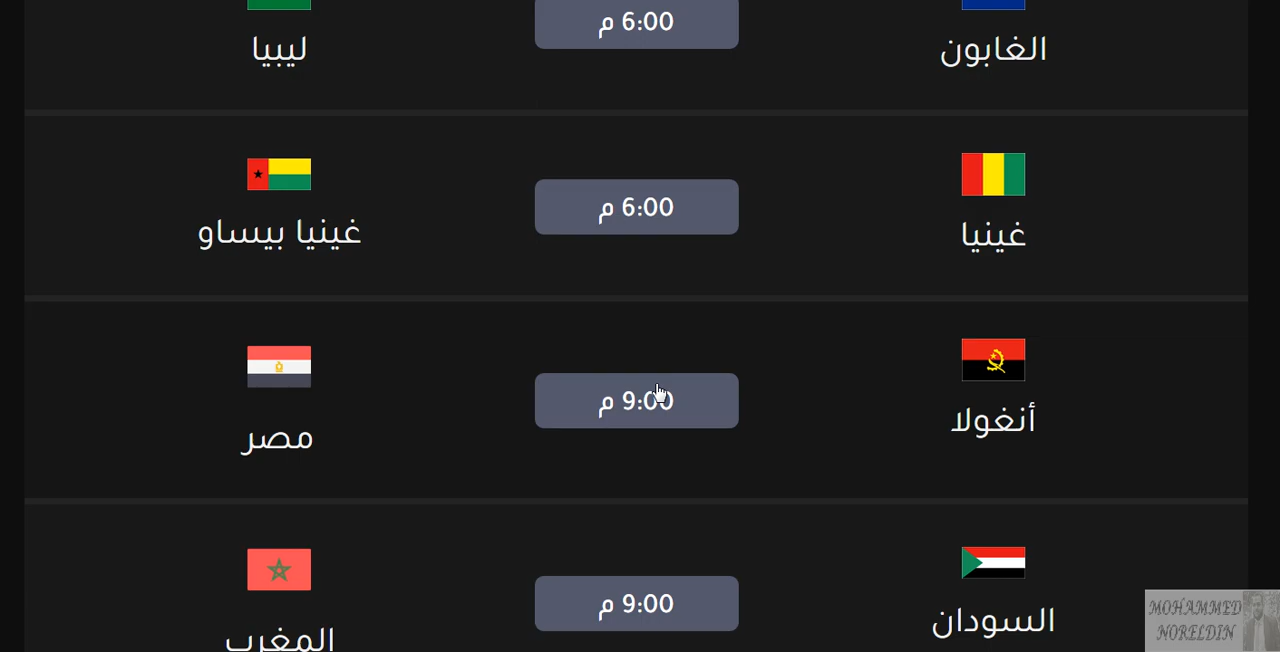 الغابون
6:00 م
ليبيا
غينيا
6:00 م
غينيا بيساو
أنغولا
9:00 م
مصر
السودان
9:00 م
المغرب
MOHAMMED
NORELDIN